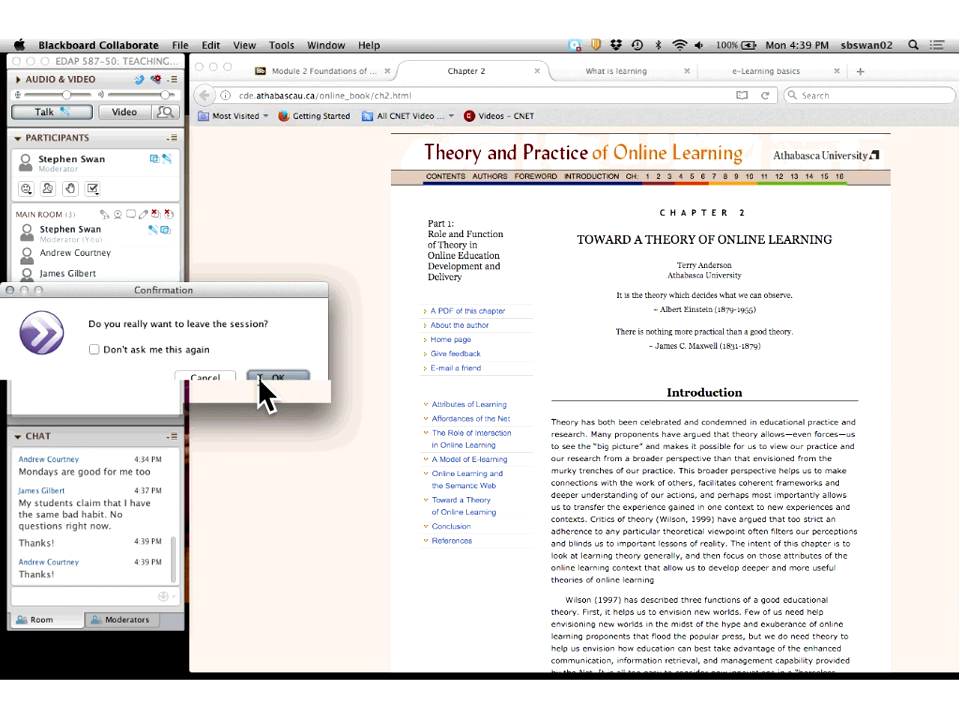 Blackboard Collaborate File Edit View Tools Window Help 100% Mon 4:39 PM sbswan02
EDAP 587-50: TEACHING...
AUDIO & VIDEO
Talk Video
PARTICIPANTS
Stephen Swan
Moderator
MAIN ROOM (3)
Stephen Swan
Moderator (You)
Andrew Courtney
James Gilbert
Confirmation
Do you really want to leave the session?
Don't ask me this again
Cancel OK
CHAT
Andrew Courtney 4:34 PM
Mondays are good for me too
James Gilbert 4:37 PM
My students claim that I have
the same bad habit. No
questions right now.
Thanks! 4:39 PM
Andrew Courtney 4:39 PM
Thanks!
Room Moderators
Module 2 Foundations of ... Chapter 2 What is learning e-Learning basics
cde.athabascau.ca/online_book/ch2.html Search
Most Visited Getting Started All CNET Video ... Videos - CNET
Theory and Practice of Online Learning Athabasca University
CONTENTS AUTHORS FOREWORD INTRODUCTION CH: 1 2 3 4 5 6 7 8 9 10 11 12 13 14 15 16
Part 1:
Role and Function
of Theory in
Online Education
Development and
Delivery
A PDF of this chapter
About the author
Home page
Give feedback
E-mail a friend
Attributes of Learning
Affordances of the Net
The Role of Interaction
in Online Learning
A Model of E-learning
Online Learning and
the Semantic Web
Toward a Theory
of Online Learning
Conclusion
References
CHAPTER 2
TOWARD A THEORY OF ONLINE LEARNING
Terry Anderson
Athabasca University
It is the theory which decides what we can observe.
~ Albert Einstein (1879-1955)
There is nothing more practical than a good theory.
~ James C. Maxwell (1831-1879)
Introduction
Theory has both been celebrated and condemned in educational practice and
research. Many proponents have argued that theory allows—even forces—us
to see the "big picture" and makes it possible for us to view our practice and
our research from a broader perspective than that envisioned from the
murky trenches of our practice. This broader perspective helps us to make
connections with the work of others, facilitates coherent frameworks and
deeper understanding of our actions, and perhaps most importantly allows
us to transfer the experience gained in one context to new experiences and
contexts. Critics of theory (Wilson, 1999) have argued that too strict an
adherence to any particular theoretical viewpoint often filters our perceptions
and blinds us to important lessons of reality. The intent of this chapter is to
look at learning theory generally, and then focus on those attributes of the
online learning context that allow us to develop deeper and more useful
theories of online learning
Wilson (1997) has described three functions of a good educational
theory. First, it helps us to envision new worlds. Few of us need help
envisioning new worlds in the midst of the hype and exuberance of online
learning proponents that flood the popular press, but we do need theory to
help us envision how education can best take advantage of the enhanced
communication, information retrieval, and management capability provided